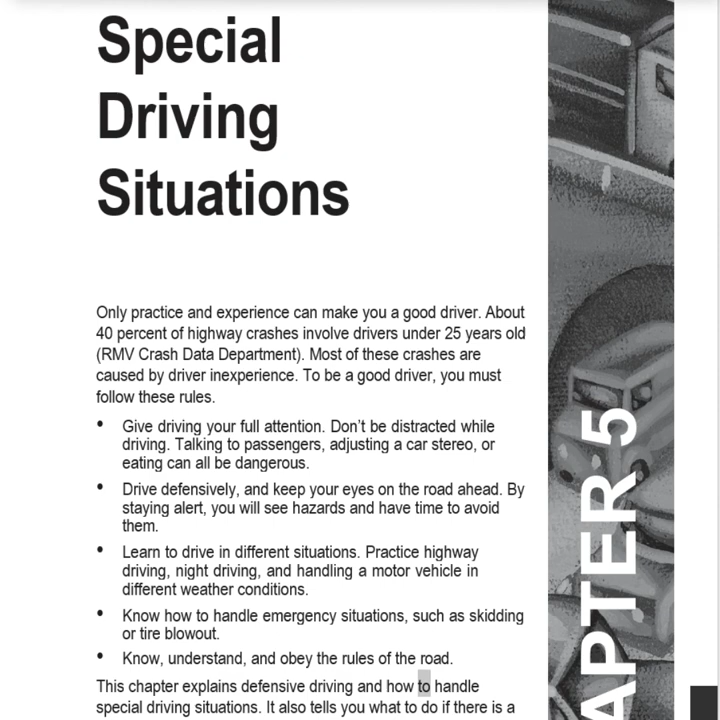 Special
Driving
Situations
Only practice and experience can make you a good driver. About
40 percent of highway crashes involve drivers under 25 years old
(RMV Crash Data Department). Most of these crashes are
caused by driver inexperience. To be a good driver, you must
follow these rules.
• Give driving your full attention. Don't be distracted while
driving. Talking to passengers, adjusting a car stereo, or
eating can all be dangerous.
• Drive defensively, and keep your eyes on the road ahead. By
staying alert, you will see hazards and have time to avoid
them.
• Learn to drive in different situations. Practice highway
driving, night driving, and handling a motor vehicle in
different weather conditions.
• Know how to handle emergency situations, such as skidding
or tire blowout.
• Know, understand, and obey the rules of the road.
This chapter explains defensive driving and how to handle
special driving situations. It also tells you what to do if there is a
APTER 5